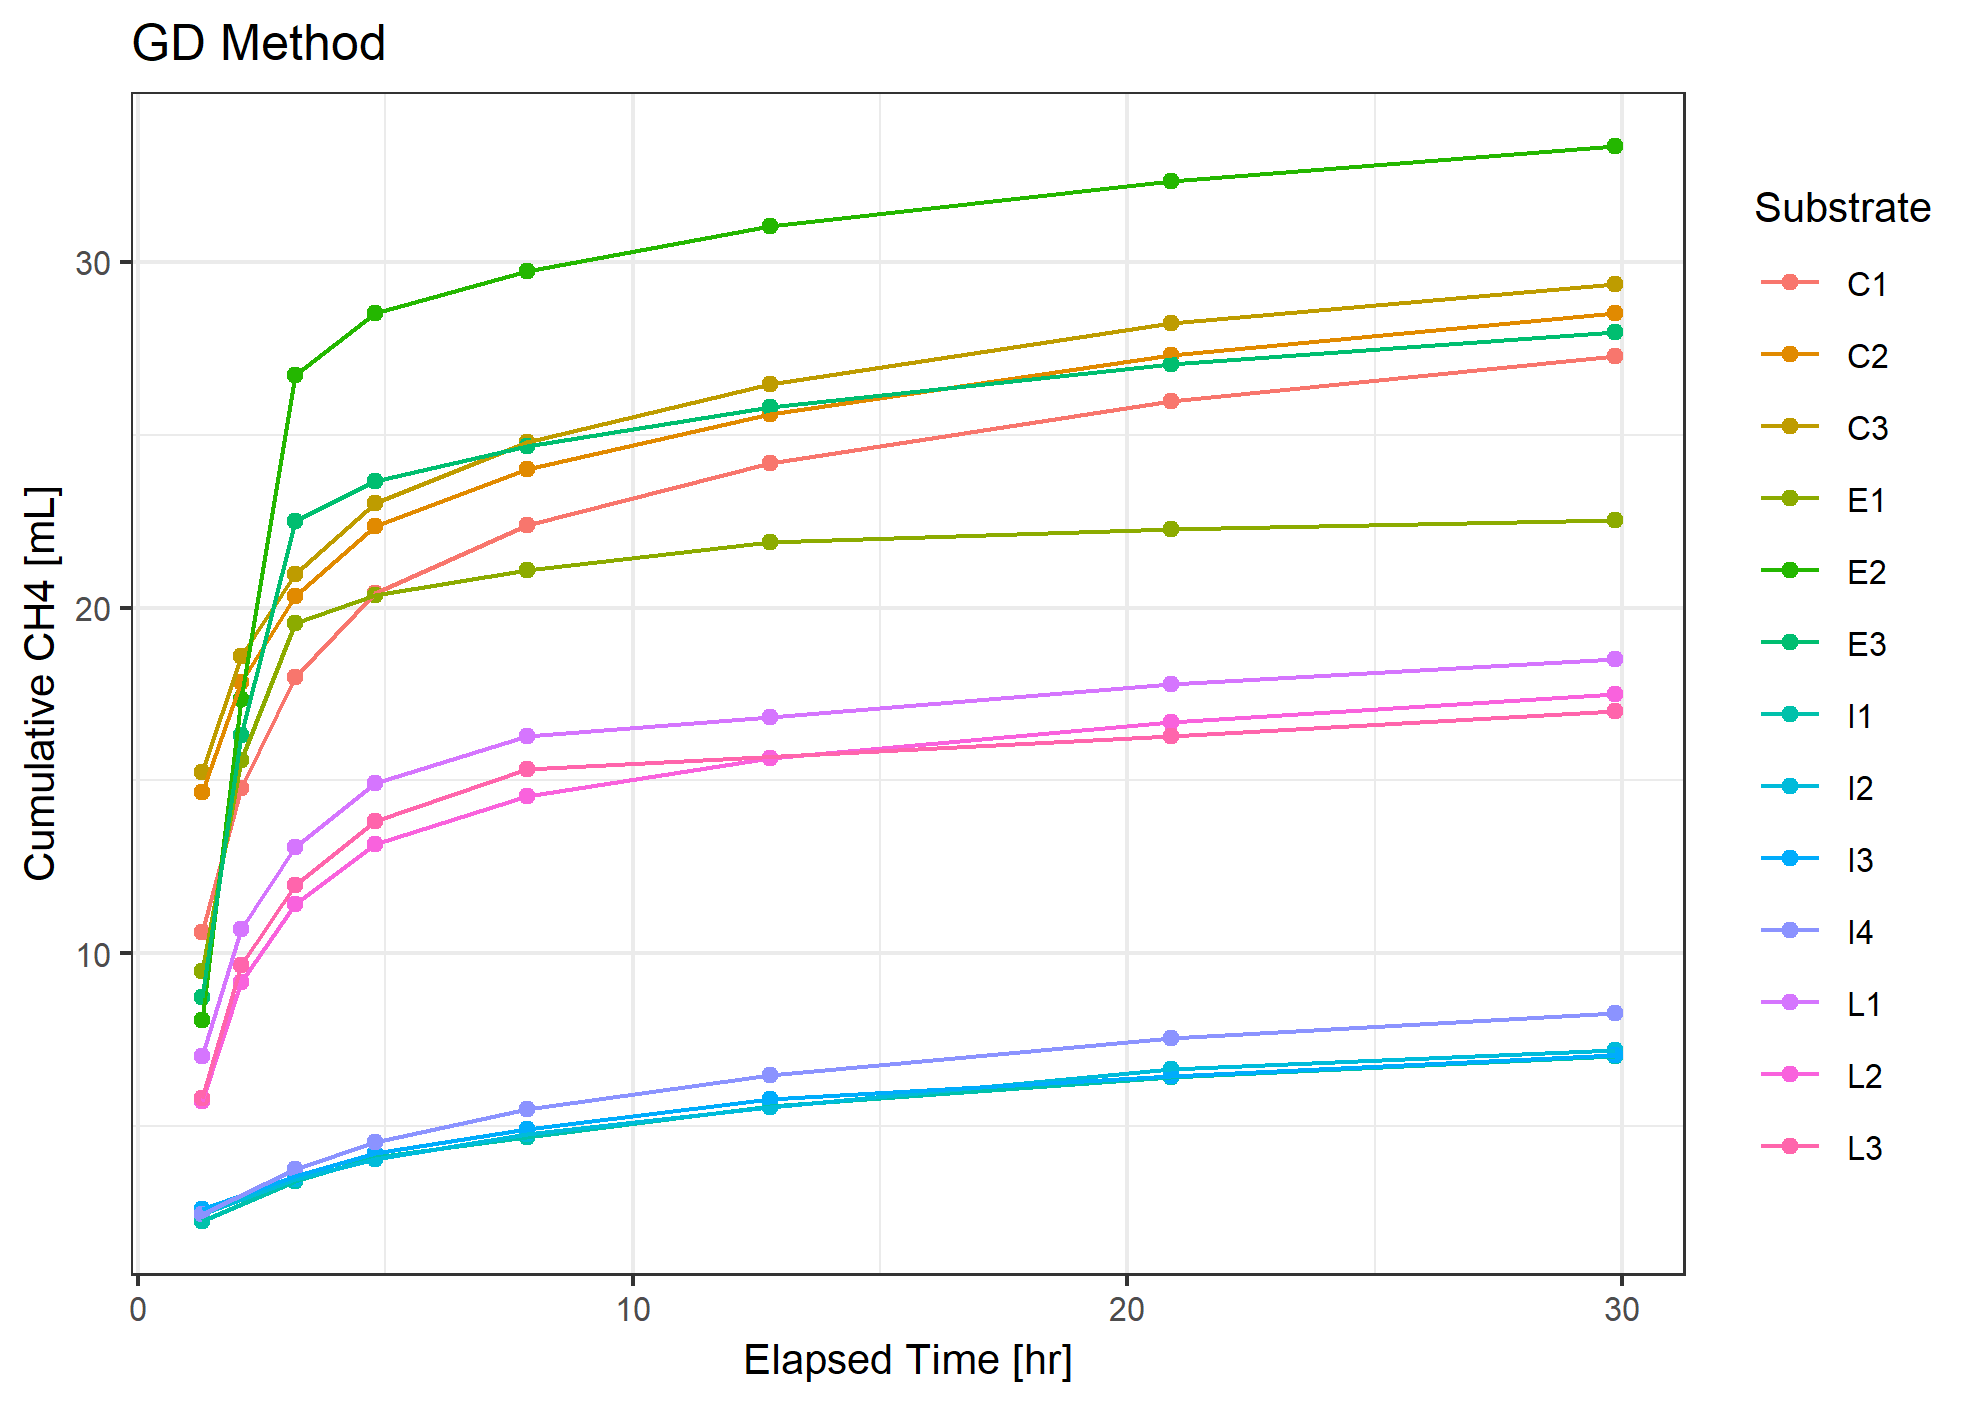 GD Method
Cumulative CH4 [mL]
30
20
10
0 10 20 30
Elapsed Time [hr]
Substrate
C1
C2
C3
E1
E2
E3
I1
I2
I3
I4
L1
L2
L3